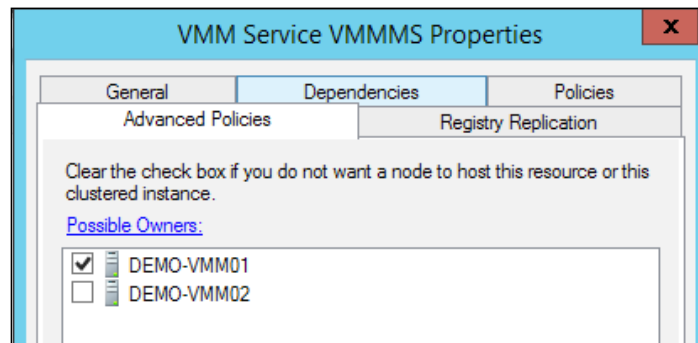 VMM Service VMMMS Properties
x
General Dependencies Policies
Advanced Policies Registry Replication
Clear the check box if you do not want a node to host this resource or this
clustered instance.
Possible Owners:
DEMO-VMM01
DEMO-VMM02